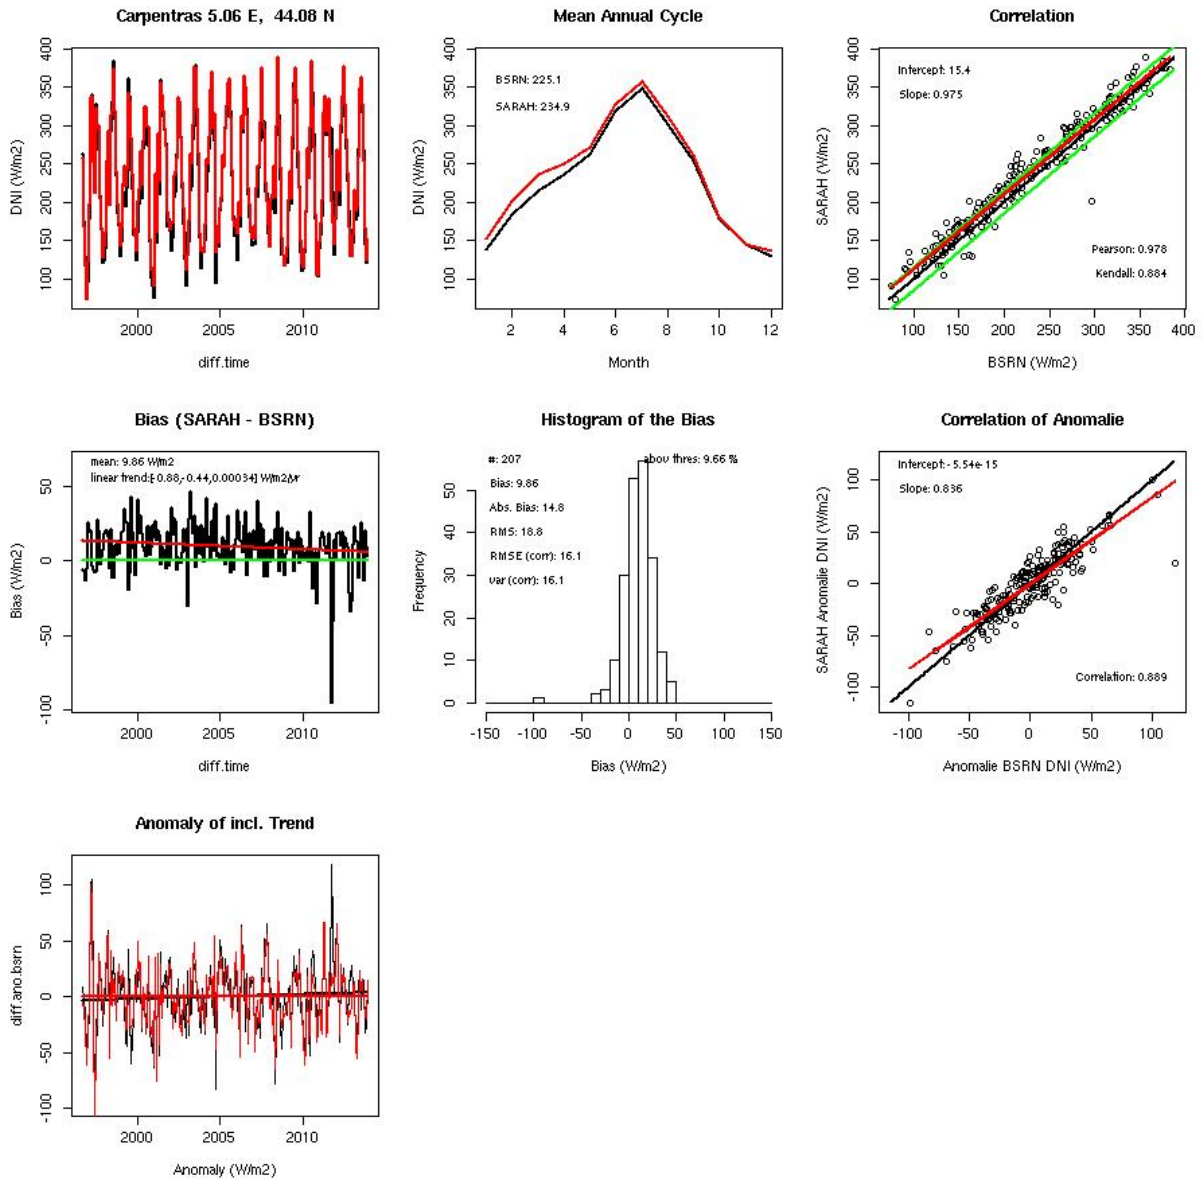 Carpentras 5.06 E, 44.08 N
DNI (W/m2)
100 150 200 250 300 350 400
2000 2005 2010
diff.time
Mean Annual Cycle
BSRN: 225.1
SARAH: 234.9
DNI (W/m2)
100 150 200 250 300 350 400
2 4 6 8 10 12
Month
Correlation
Intercept: 15.4
Slope: 0.975
Pearson: 0.978
Kendall: 0.884
SARAH (W/m2)
100 150 200 250 300 350 400
100 150 200 250 300 350 400
BSRN (W/m2)
Bias (SARAH - BSRN)
mean: 9.86 W/m2
linear trend:[-0.88,-0.44,0.00034] W/m2/yr
Bias (W/m2)
-100 -50 0 50
2000 2005 2010
diff.time
Histogram of the Bias
#: 207
abov thres: 9.66 %
Bias: 9.86
Abs. Bias: 14.8
RMS: 18.8
RMSE (corr): 16.1
var (corr): 16.1
Frequency
0 10 20 30 40 50
-150 -100 -50 0 50 100 150
Bias (W/m2)
Correlation of Anomalie
Intercept: -5.54e-15
Slope: 0.836
Correlation: 0.889
SARAH Anomalie DNI (W/m2)
-100 -50 0 50 100
-100 -50 0 50 100
Anomalie BSRN DNI (W/m2)
Anomaly of incl. Trend
diff.ano.bsrn
-100 -50 0 50 100
2000 2005 2010
Anomaly (W/m2)